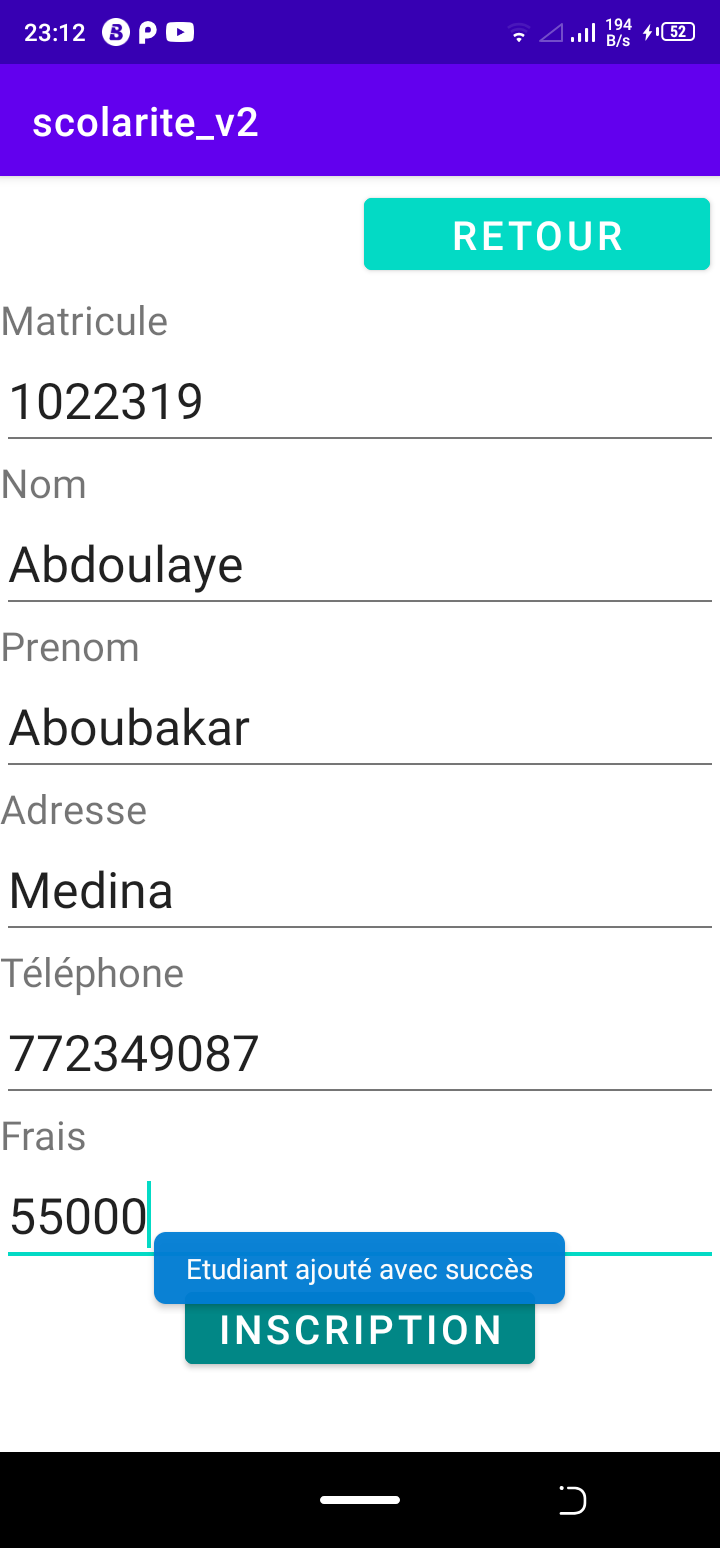 23:12 194 B/s 52
scolarite_v2
RETOUR
Matricule
1022319
Nom
Abdoulaye
Prenom
Aboubakar
Adresse
Medina
Téléphone
772349087
Frais
55000
Etudiant ajouté avec succès
INSCRIPTION